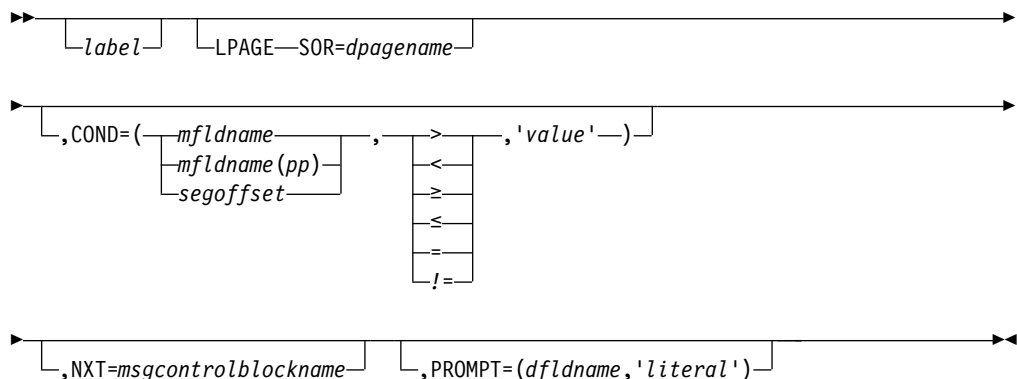 label LPAGE SOR=dpagename
,COND=( mfldname , > ,'value' )
mfldname(pp) <
segoffset ≥
≤
=
!=
,NXT=msgcontrolblockname ,PROMPT=(dfldname,'literal')